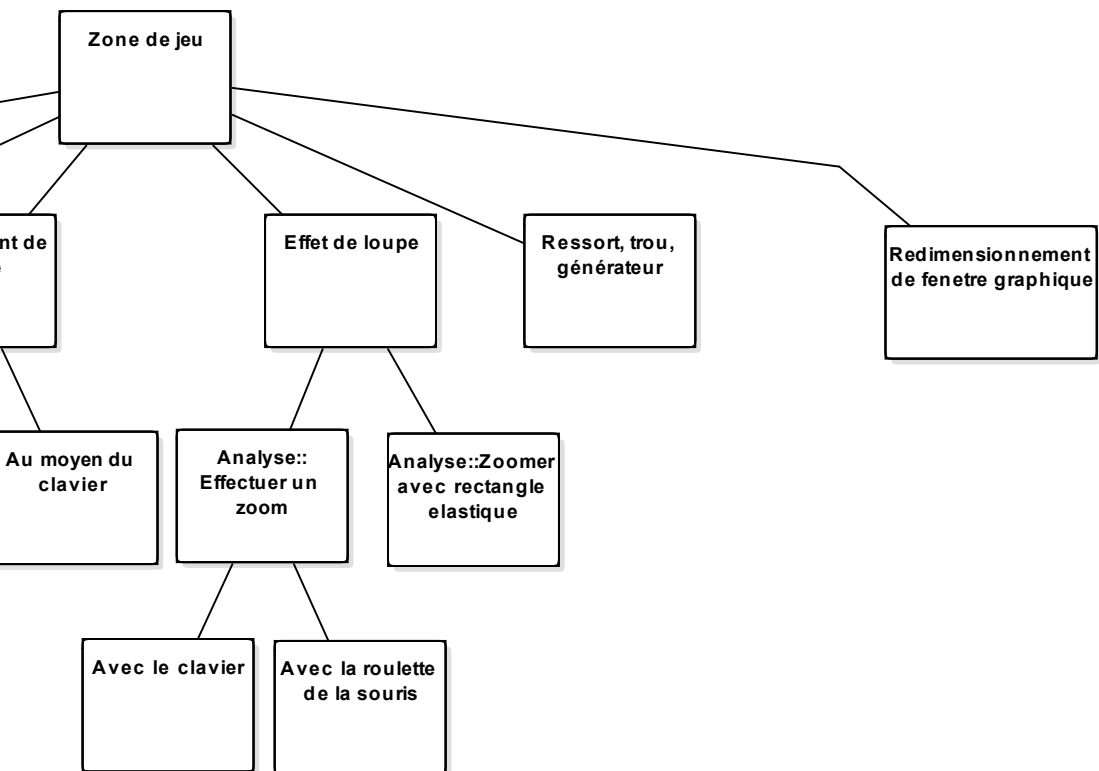 Zone de jeu
nt de
Effet de loupe
Ressort, trou,
générateur
Redimensionnement
de fenetre graphique
Au moyen du
clavier
Analyse::
Effectuer un
zoom
Analyse::Zoomer
avec rectangle
elastique
Avec le clavier
Avec la roulette
de la souris